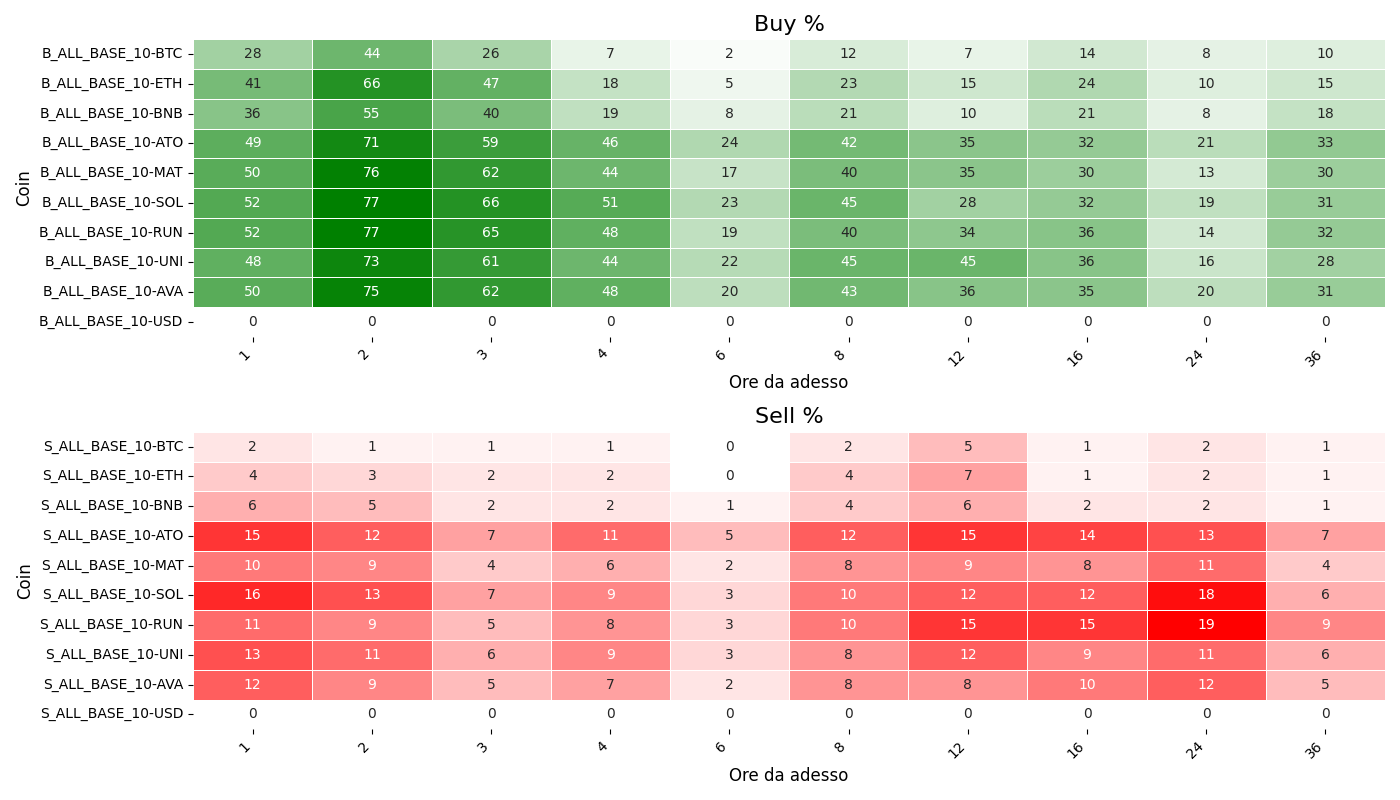 Buy %
Coin
B_ALL_BASE_10-BTC 28 44 26 7 2 12 7 14 8 10
B_ALL_BASE_10-ETH 41 66 47 18 5 23 15 24 10 15
B_ALL_BASE_10-BNB 36 55 40 19 8 21 10 21 8 18
B_ALL_BASE_10-ATO 49 71 59 46 24 42 35 32 21 33
B_ALL_BASE_10-MAT 50 76 62 44 17 40 35 30 13 30
B_ALL_BASE_10-SOL 52 77 66 51 23 45 28 32 19 31
B_ALL_BASE_10-RUN 52 77 65 48 19 40 34 36 14 32
B_ALL_BASE_10-UNI 48 73 61 44 22 45 45 36 16 28
B_ALL_BASE_10-AVA 50 75 62 48 20 43 36 35 20 31
B_ALL_BASE_10-USD 0 0 0 0 0 0 0 0 0 0
1 2 3 4 6 8 12 16 24 36
Ore da adesso
Sell %
Coin
S_ALL_BASE_10-BTC 2 1 1 1 0 2 5 1 2 1
S_ALL_BASE_10-ETH 4 3 2 2 0 4 7 1 2 1
S_ALL_BASE_10-BNB 6 5 2 2 1 4 6 2 2 1
S_ALL_BASE_10-ATO 15 12 7 11 5 12 15 14 13 7
S_ALL_BASE_10-MAT 10 9 4 6 2 8 9 8 11 4
S_ALL_BASE_10-SOL 16 13 7 9 3 10 12 12 18 6
S_ALL_BASE_10-RUN 11 9 5 8 3 10 15 15 19 9
S_ALL_BASE_10-UNI 13 11 6 9 3 8 12 9 11 6
S_ALL_BASE_10-AVA 12 9 5 7 2 8 8 10 12 5
S_ALL_BASE_10-USD 0 0 0 0 0 0 0 0 0 0
1 2 3 4 6 8 12 16 24 36
Ore da adesso